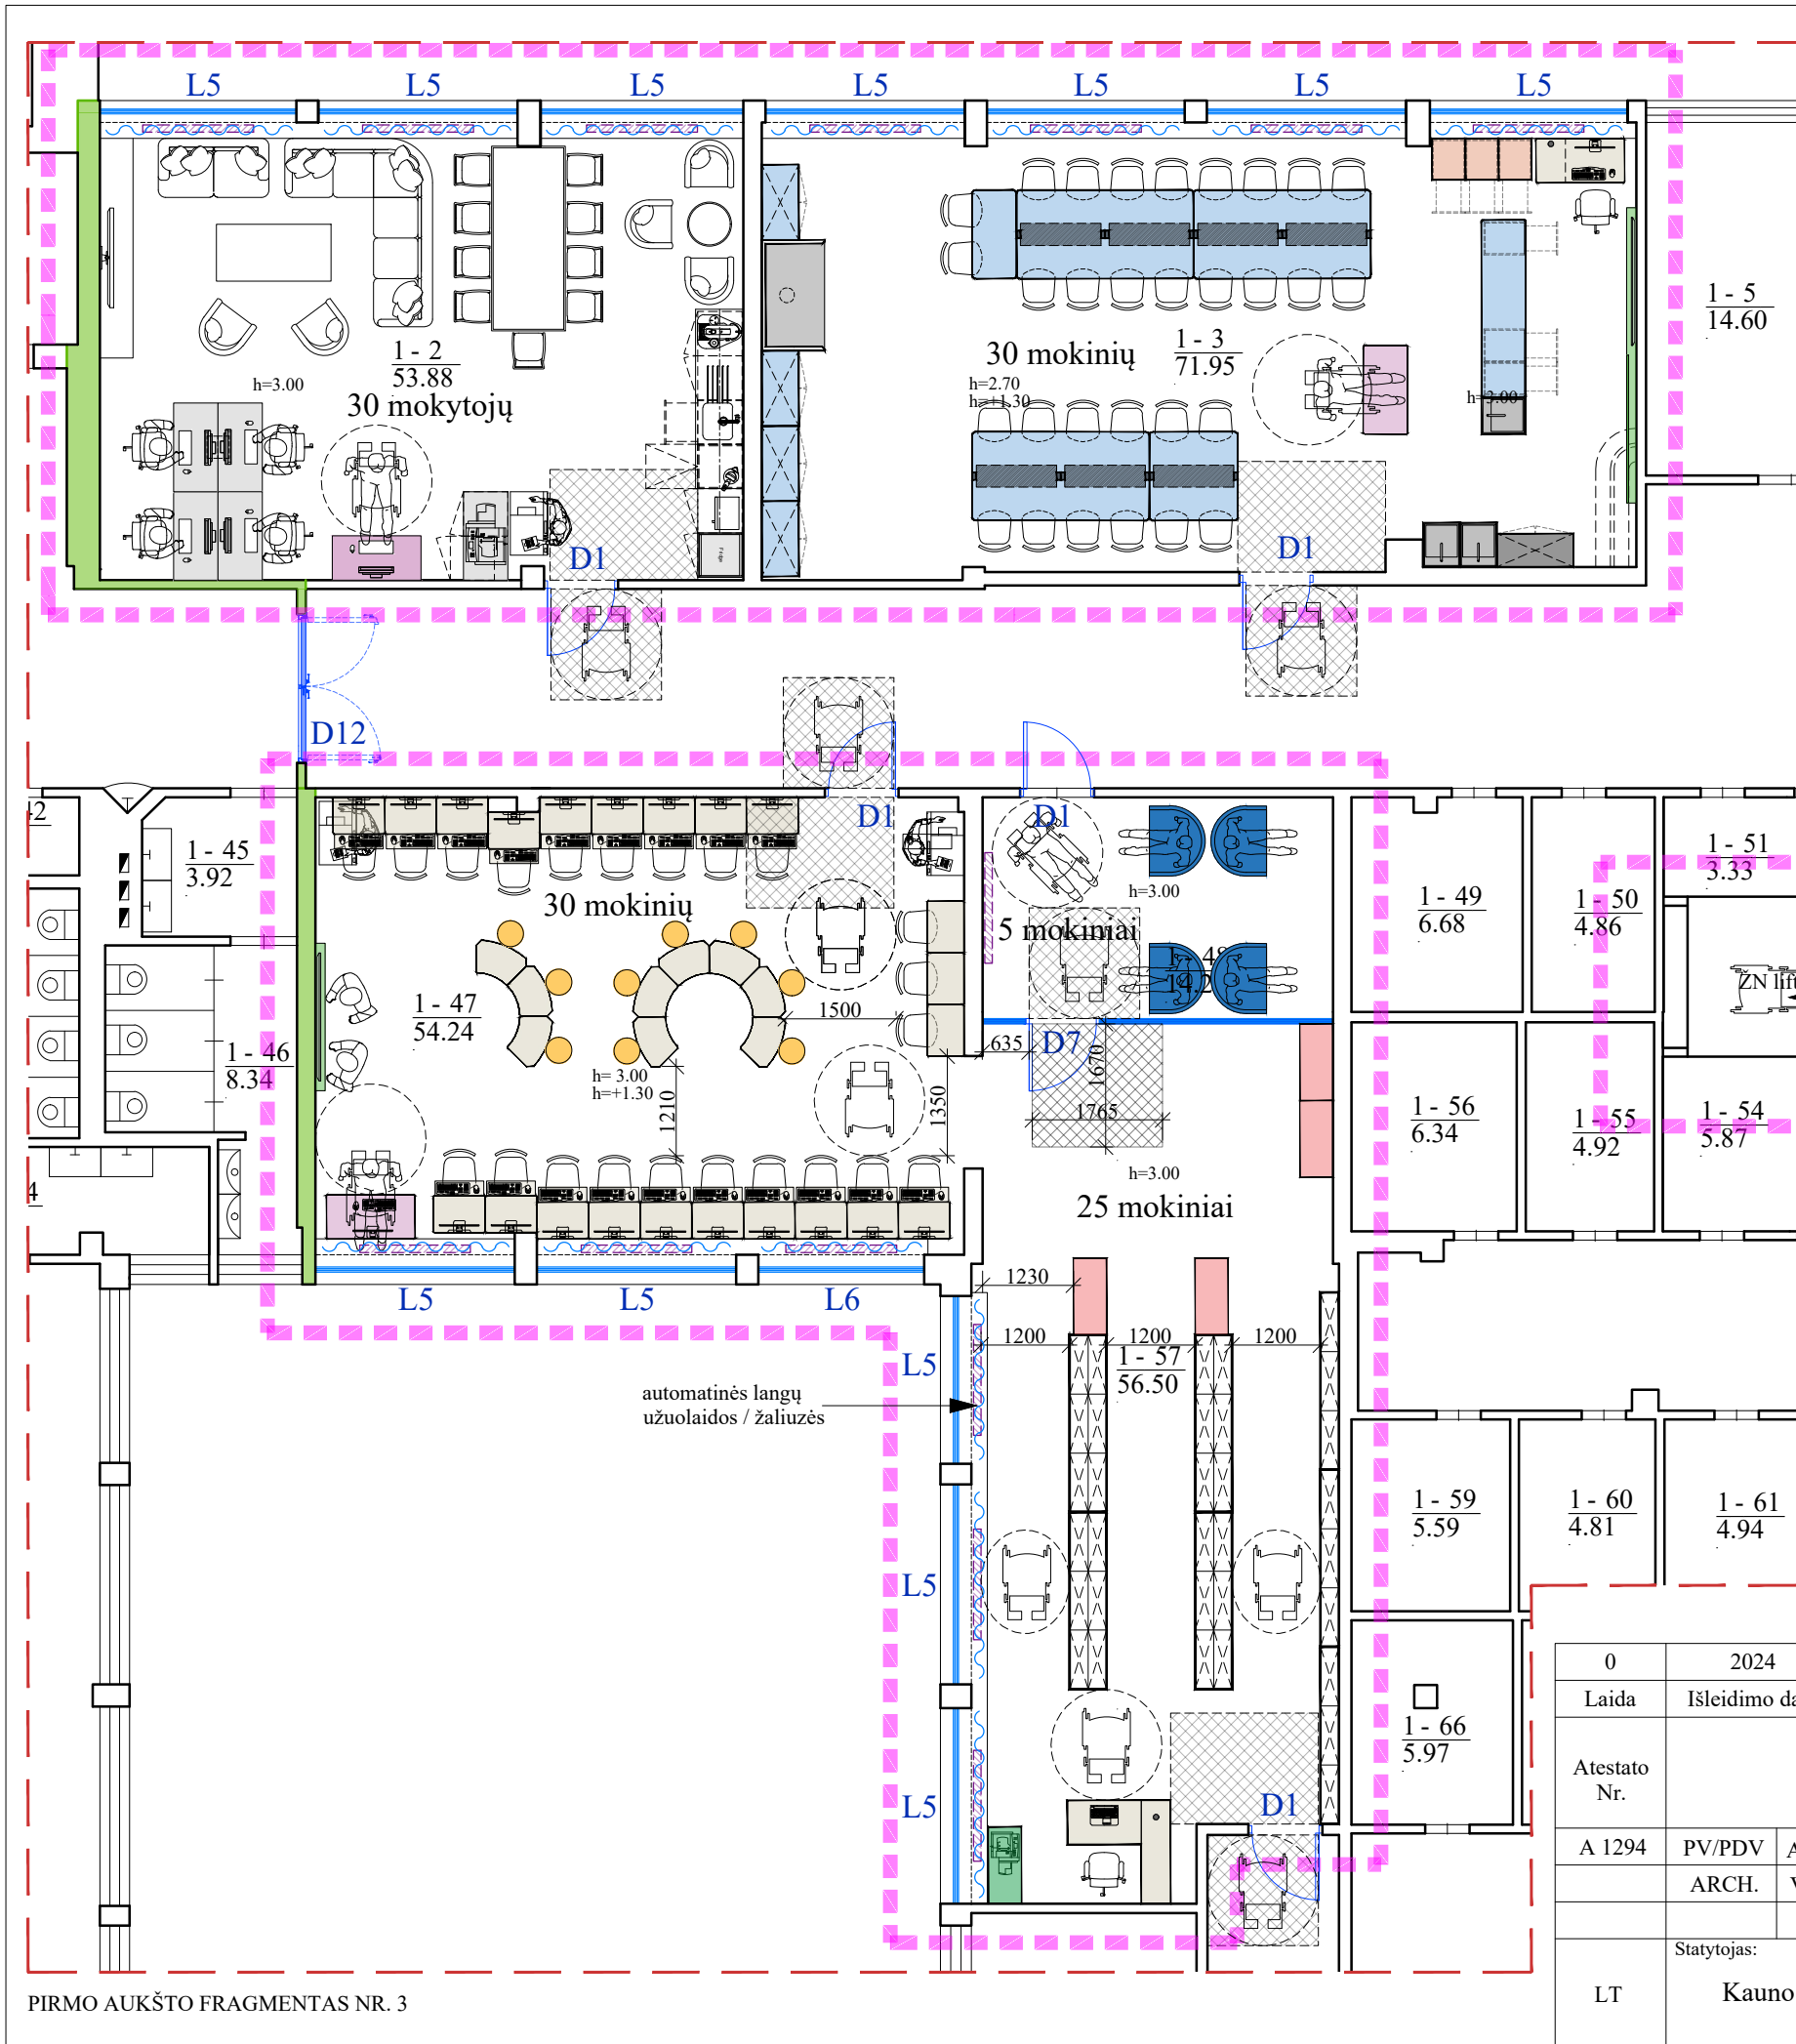 L5
L5
L5
L5
L5
L5
L5
1 - 2
53.88
h=3.00
30 mokytojų
30 mokinių
1 - 3
71.95
h=2.70
h=+1.30
h=3.00
1 - 5
14.60
D1
D1
D12
D1
D1
1 - 45
3.92
1 - 46
8.34
30 mokinių
1 - 47
54.24
h= 3.00
h=+1.30
1500
1210
1350
635
h=3.00
5 mokiniai
D7
1670
1765
h=3.00
25 mokiniai
1 - 49
6.68
1 - 50
4.86
1 - 51
3.33
1 - 56
6.34
1 - 55
4.92
1 - 54
5.87
L5
L5
L6
1230
1200
1200
1200
1 - 57
56.50
L5
automatinės langų
užuolaidos / žaliuzės
L5
L5
D1
1 - 59
5.59
1 - 60
4.81
1 - 61
4.94
1 - 66
5.97
0
2024
Laida
Išleidimo
Atestato
Nr.
A 1294
PV/PDV
ARCH.
Statytojas:
LT
Kauno
PIRMO AUKŠTO FRAGMENTAS NR. 3